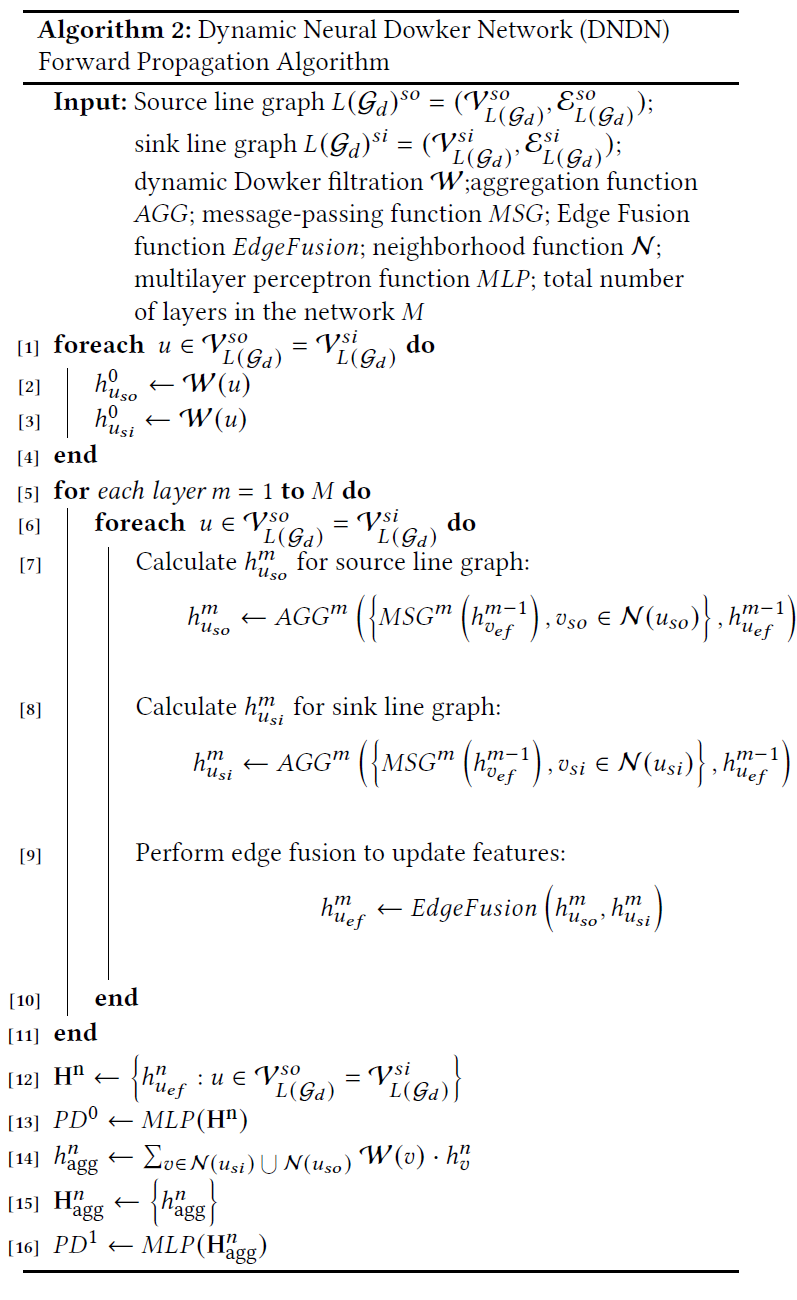 Algorithm 2: Dynamic Neural Dowker Network (DNDN)
Forward Propagation Algorithm
Input: Source line graph $L(\mathcal{G}_d)^{so} = (\mathcal{V}^{so}_{L(\mathcal{G}_d)}, \mathcal{E}^{so}_{L(\mathcal{G}_d)})$;
sink line graph $L(\mathcal{G}_d)^{si} = (\mathcal{V}^{si}_{L(\mathcal{G}_d)}, \mathcal{E}^{si}_{L(\mathcal{G}_d)})$;
dynamic Dowker filtration $\mathcal{W}$;aggregation function
AGG; message-passing function MSG; Edge Fusion
function EdgeFusion; neighborhood function $\mathcal{N}$;
multilayer perceptron function MLP; total number
of layers in the network M
[1] foreach $u \in \mathcal{V}^{so}_{L(\mathcal{G}_d)} = \mathcal{V}^{si}_{L(\mathcal{G}_d)}$ do
[2] $h^0_{u_{so}} \leftarrow \mathcal{W}(u)$
[3] $h^0_{u_{si}} \leftarrow \mathcal{W}(u)$
[4] end
[5] for each layer m = 1 to M do
[6] foreach $u \in \mathcal{V}^{so}_{L(\mathcal{G}_d)} = \mathcal{V}^{si}_{L(\mathcal{G}_d)}$ do
[7] Calculate $h^m_{u_{so}}$ for source line graph:
$h^m_{u_{so}} \leftarrow AGG^m \left( \left\{ MSG^m \left( h^{m-1}_{v_{ef}} \right), v_{so} \in \mathcal{N}(u_{so}) \right\}, h^{m-1}_{u_{ef}} \right)$
[8] Calculate $h^m_{u_{si}}$ for sink line graph:
$h^m_{u_{si}} \leftarrow AGG^m \left( \left\{ MSG^m \left( h^{m-1}_{v_{ef}} \right), v_{si} \in \mathcal{N}(u_{si}) \right\}, h^{m-1}_{u_{ef}} \right)$
[9] Perform edge fusion to update features:
$h^m_{u_{ef}} \leftarrow EdgeFusion \left( h^m_{u_{so}}, h^m_{u_{si}} \right)$
[10] end
[11] end
[12] $\mathbf{H}^{\mathbf{n}} \leftarrow \left\{ h^n_{u_{ef}} : u \in \mathcal{V}^{so}_{L(\mathcal{G}_d)} = \mathcal{V}^{si}_{L(\mathcal{G}_d)} \right\}$
[13] $PD^0 \leftarrow MLP(\mathbf{H}^{\mathbf{n}})$
[14] $h^n_{\text{agg}} \leftarrow \sum_{v \in \mathcal{N}(u_{si}) \bigcup \mathcal{N}(u_{so})} \mathcal{W}(v) \cdot h^n_v$
[15] $\mathbf{H}^n_{\text{agg}} \leftarrow \left\{ h^n_{\text{agg}} \right\}$
[16] $PD^1 \leftarrow MLP(\mathbf{H}^n_{\text{agg}})$